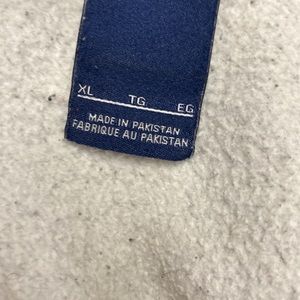 XL TG EG
MADE IN PAKISTAN
FABRIQUE AU PAKISTAN